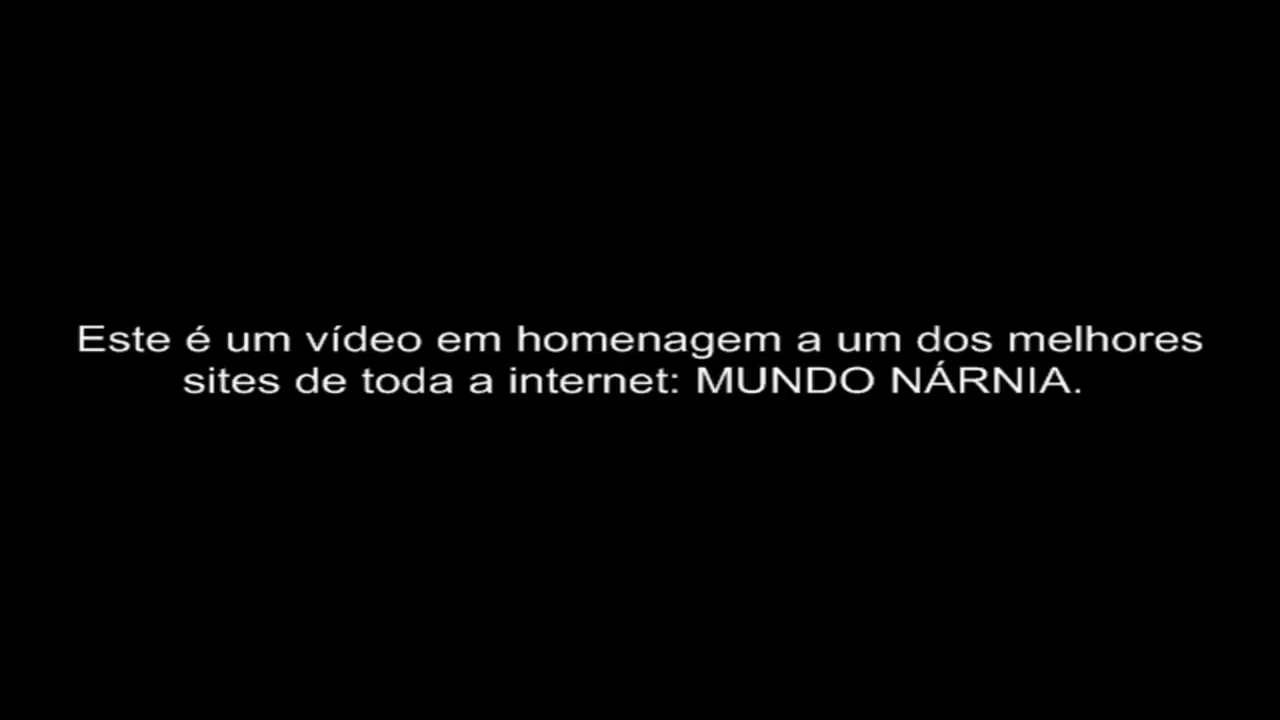 Este é um vídeo em homenagem a um dos melhores
sites de toda a internet: MUNDO NÁRNIA.